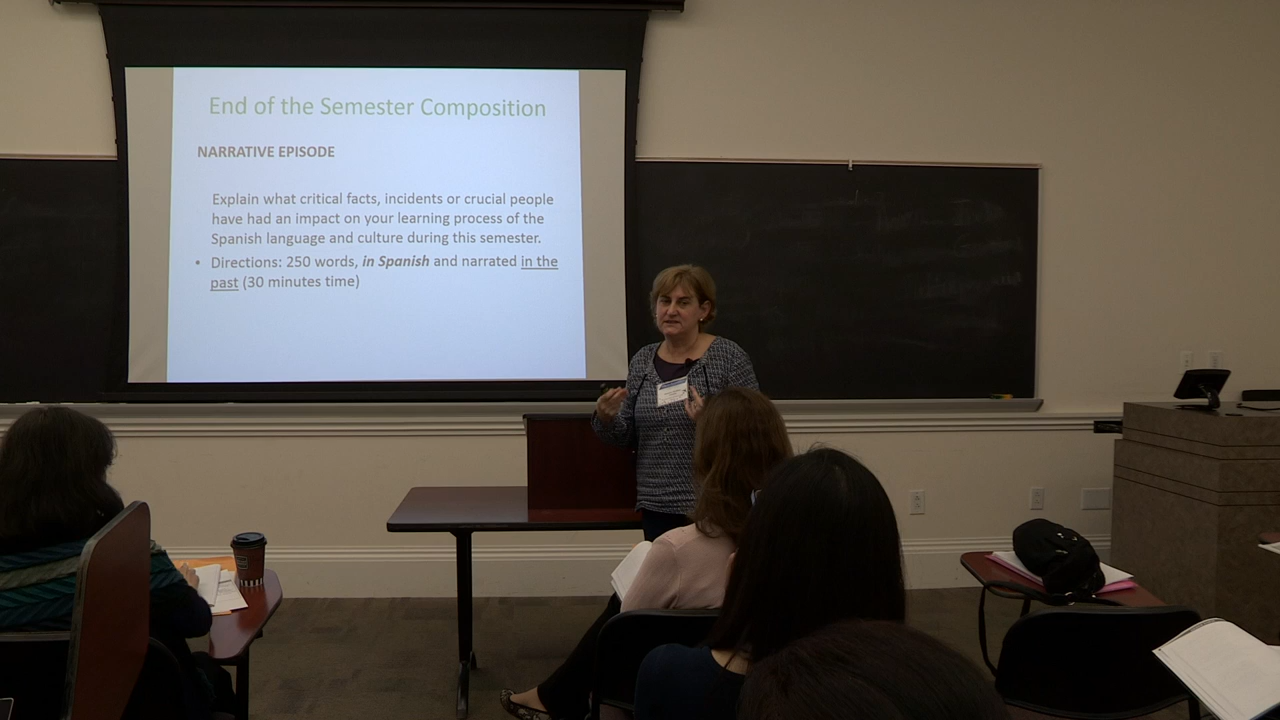 End of the Semester Composition
NARRATIVE EPISODE
Explain what critical facts, incidents or crucial people
have had an impact on your learning process of the
Spanish language and culture during this semester.
• Directions: 250 words, in Spanish and narrated in the
past (30 minutes time)